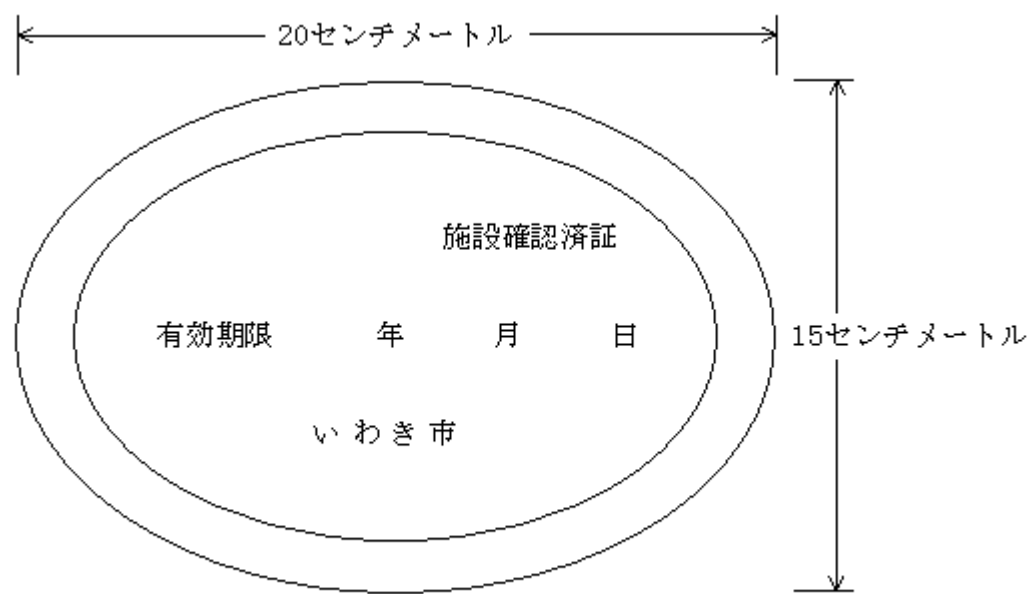 20センチメートル
施設確認済証
有効期限　年　月　日
15センチメートル
いわき市